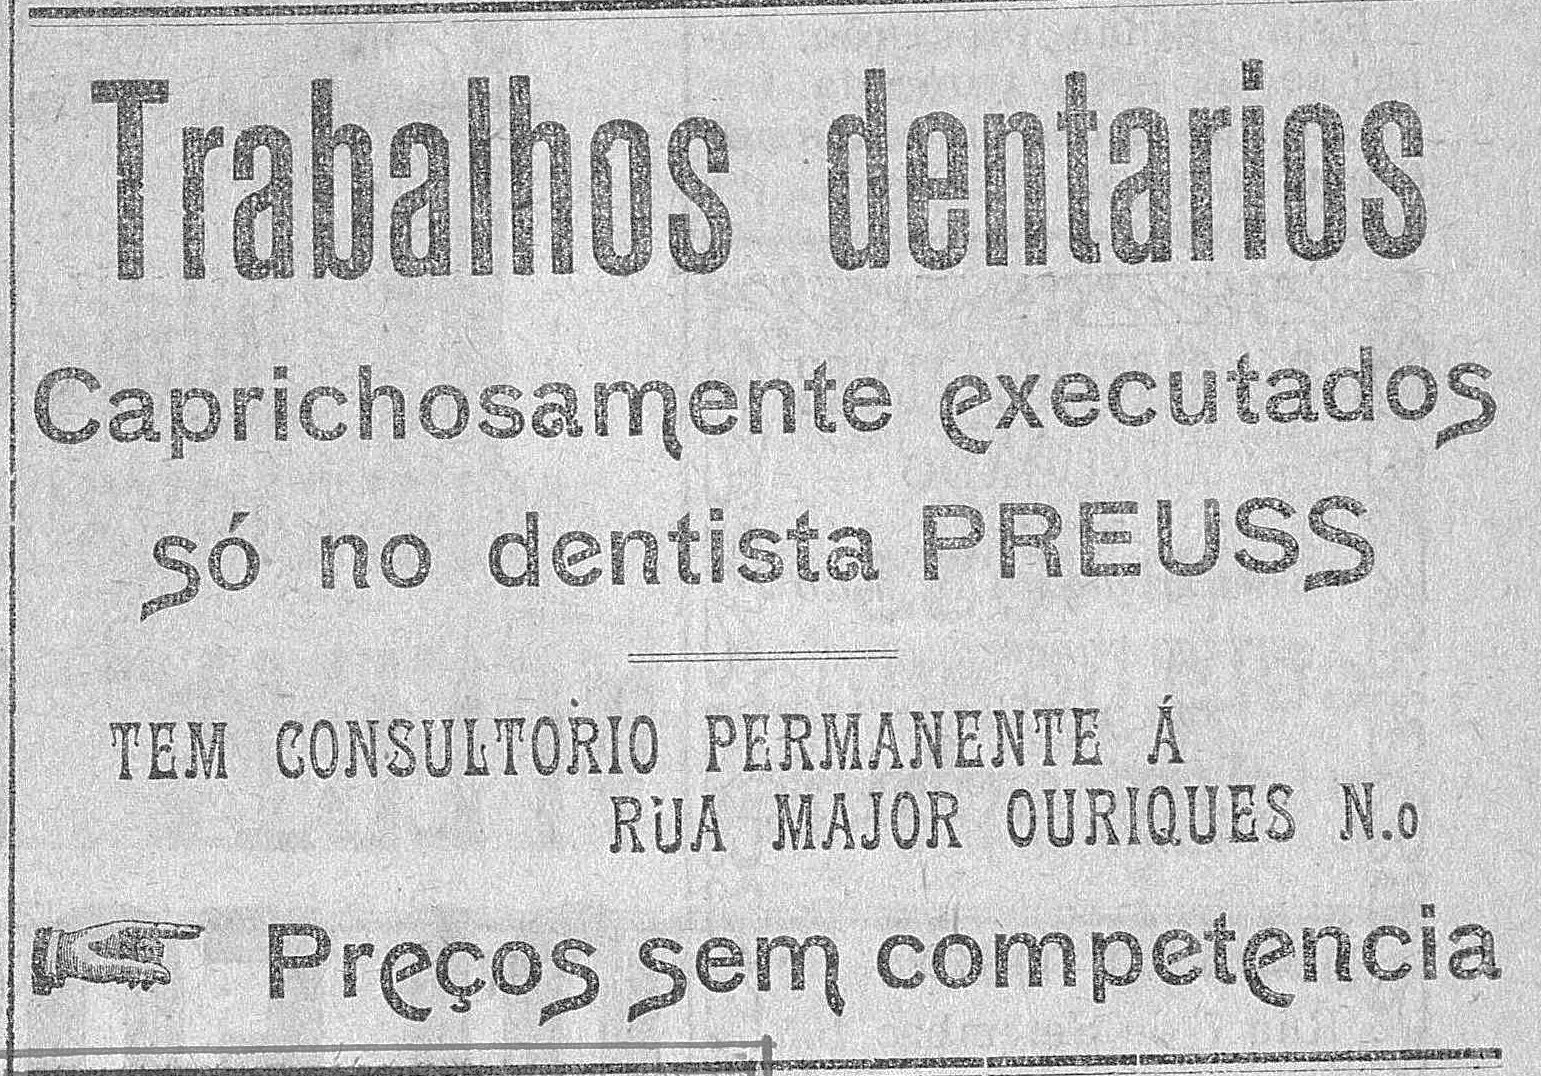 Trabalhos dentarios
Caprichosamente executados
só no dentista PREUSS
TEM CONSULTORIO PERMANENTE Á
RUA MAJOR OURIQUES N.o
Preços sem competencia